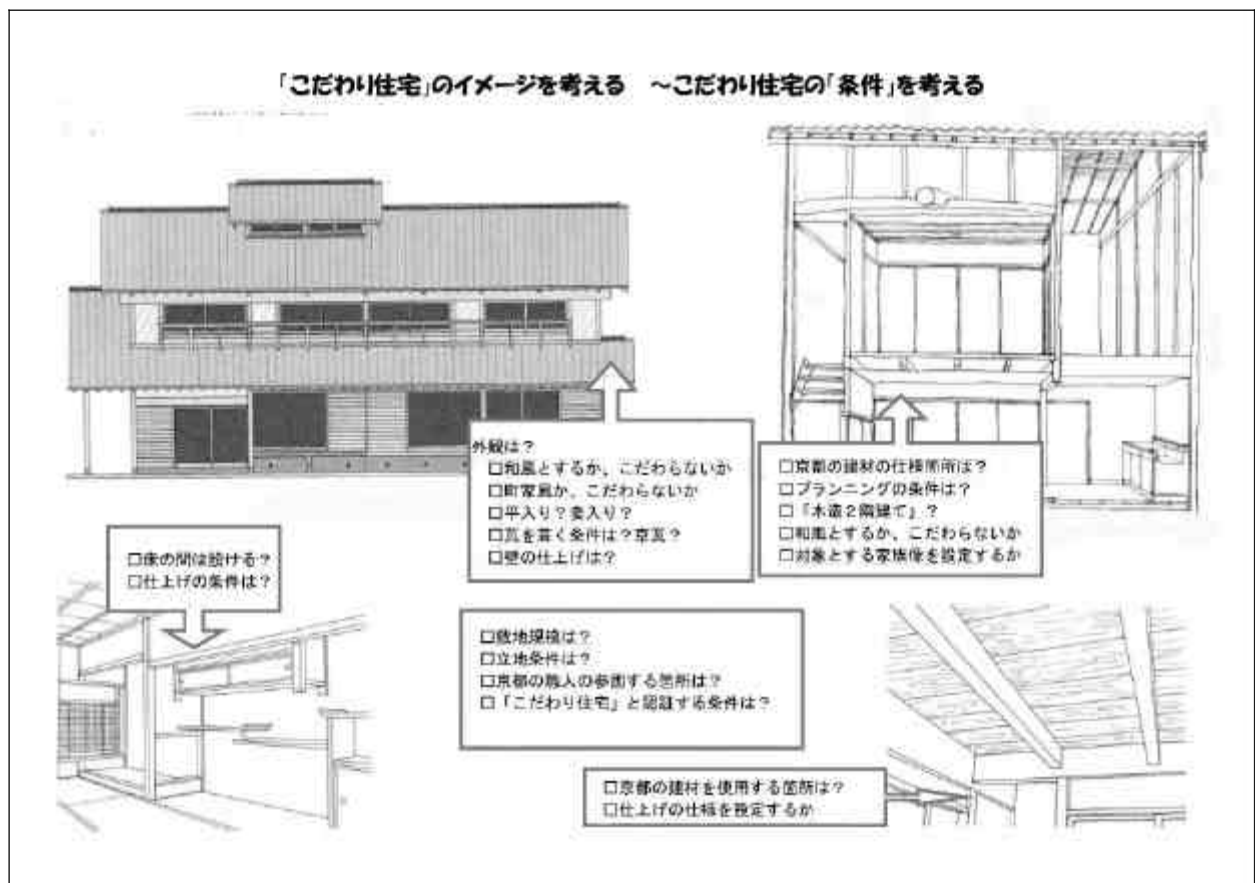 「こだわり住宅」のイメージを考える　～こだわり住宅の「条件」を考える
外観は？
□和風とするか、こだわらないか
□町家風か、こだわらないか
□平入り？妻入り？
□瓦を葺く条件は？京瓦？
□壁の仕上げは？
□京都の建材の仕様箇所は？
□プランニングの条件は？
□「木造２階建て」？
□和風とするか、こだわらないか
□対象とする家族像を設定するか
□床の間は設ける？
□仕上げの条件は？
□敷地規模は？
□立地条件は？
□京都の職人の参画する箇所は？
□「こだわり住宅」と認証する条件は？
□京都の建材を使用する箇所は？
□仕上げの仕様を設定するか